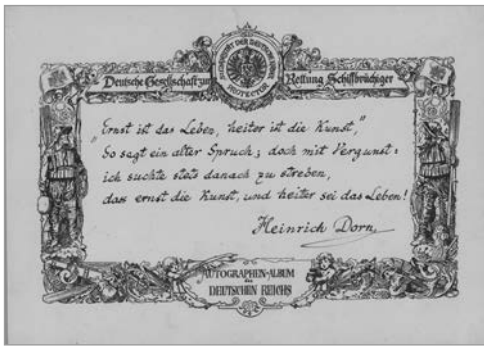 PROTECTOR
Deutsche Gesellschaft zur Rettung Schiffbrüchiger
„Ernst ist das Leben, heiter ist die Kunst,"
So sagt ein alter Spruch; doch mit Vergunst:
ich suchte stets danach zu streben,
dass ernst die Kunst, und heiter sei das Leben!
Heinrich Dorn
AUTOGRAPHEN-ALBUM
des
DEUTSCHEN REICHS